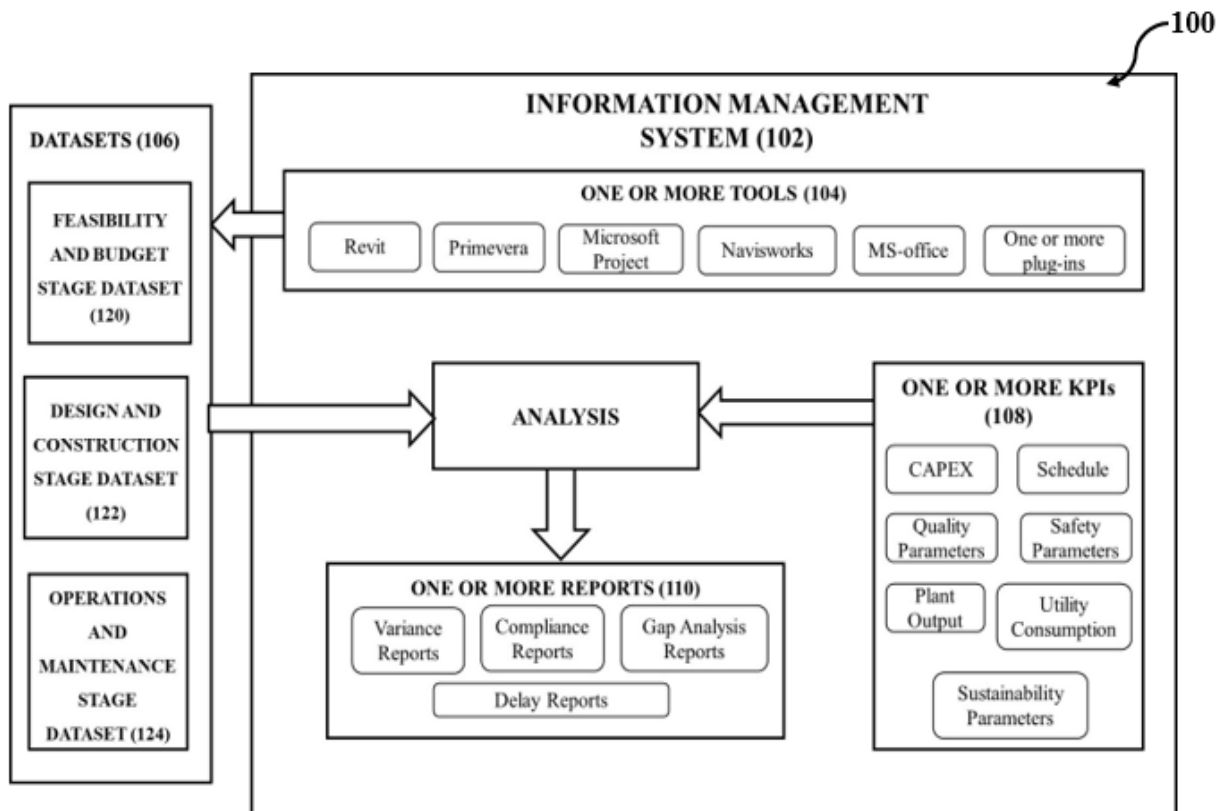 100
INFORMATION MANAGEMENT
SYSTEM (102)
DATASETS (106)
FEASIBILITY
AND BUDGET
STAGE DATASET
(120)
DESIGN AND
CONSTRUCTION
STAGE DATASET
(122)
OPERATIONS
AND
MAINTENANCE
STAGE
DATASET (124)
ONE OR MORE TOOLS (104)
Revit
Primevera
Microsoft
Project
Navisworks
MS-office
One or more
plug-ins
ANALYSIS
ONE OR MORE KPIs
(108)
CAPEX
Schedule
Quality
Parameters
Safety
Parameters
Plant
Output
Utility
Consumption
Sustainability
Parameters
ONE OR MORE REPORTS (110)
Variance
Reports
Compliance
Reports
Gap Analysis
Reports
Delay Reports